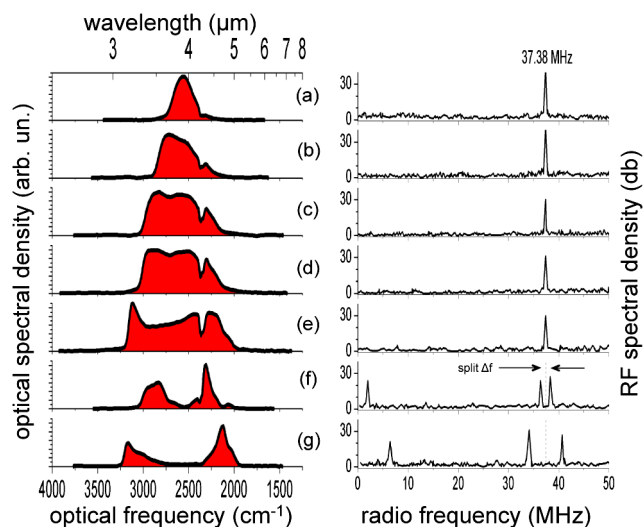 wavelength (µm)
3 4 5 6 7 8
37.38 MHz
optical spectral density (arb. un.)
RF spectral density (db)
(a)
30
0
(b)
30
0
(c)
30
0
(d)
30
0
(e)
30
0
(f)
split Δf
30
0
(g)
30
0
4000 3500 3000 2500 2000 1500
0 10 20 30 40 50
optical frequency (cm-1)
radio frequency (MHz)